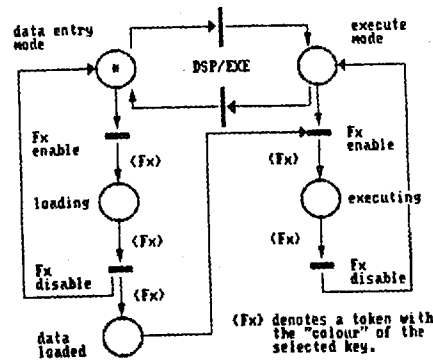 data entry
mode
execute
mode
*
DSP/EXE
Fx
enable
<Fx>
Fx
enable
<Fx>
loading
executing
<Fx>
<Fx>
Fx
disable
<Fx>
Fx
disable
data
loaded
<Fx> denotes a token with
the "colour" of the
selected key.